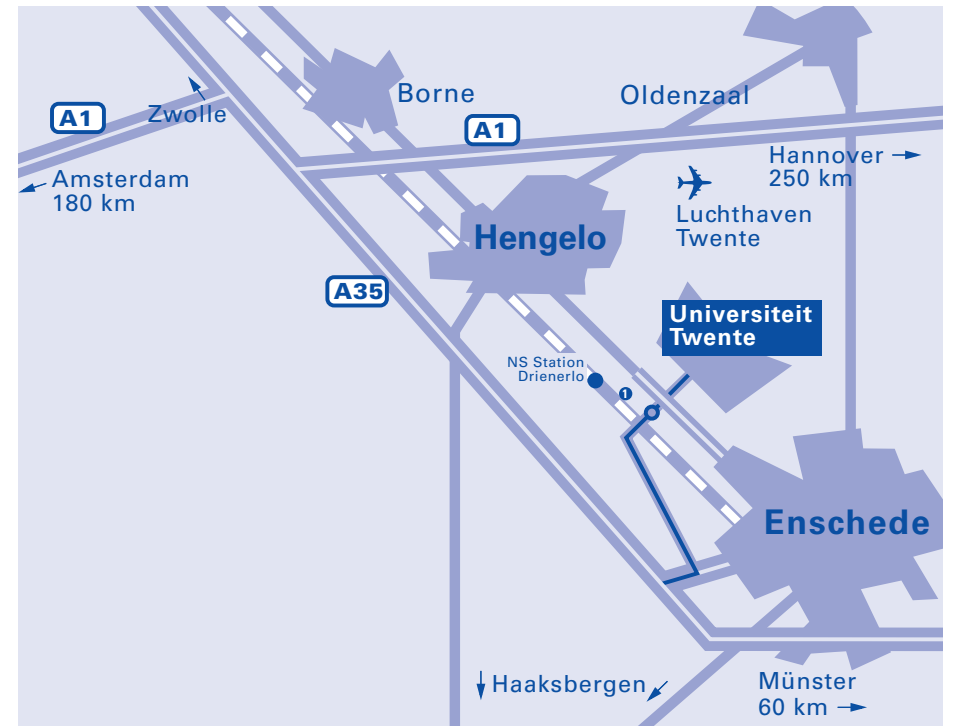 Borne
Oldenzaal
A1
Zwolle
A1
Hannover
250 km
Amsterdam
180 km
Luchthaven
Twente
Hengelo
A35
Universiteit
Twente
NS Station
Drienerlo
1
Enschede
Haaksbergen
Münster
60 km